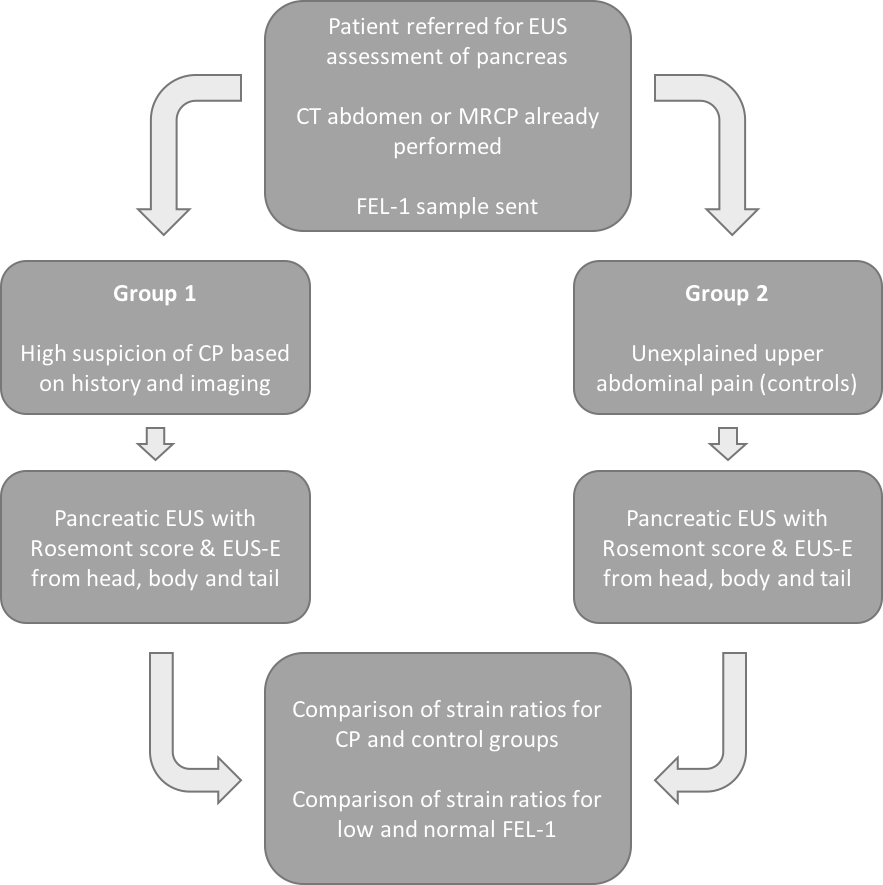 Patient referred for EUS
assessment of pancreas
CT abdomen or MRCP already
performed
FEL-1 sample sent
Group 1
High suspicion of CP based
on history and imaging
Group 2
Unexplained upper
abdominal pain (controls)
Pancreatic EUS with
Rosemont score & EUS-E
from head, body and tail
Pancreatic EUS with
Rosemont score & EUS-E
from head, body and tail
Comparison of strain ratios for
CP and control groups
Comparison of strain ratios for
low and normal FEL-1